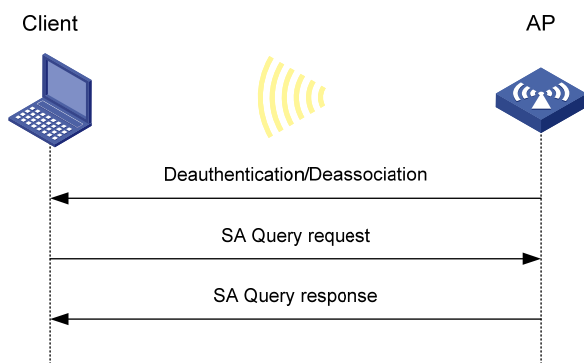 Client
AP
Deauthentication/Deassociation
SA Query request
SA Query response